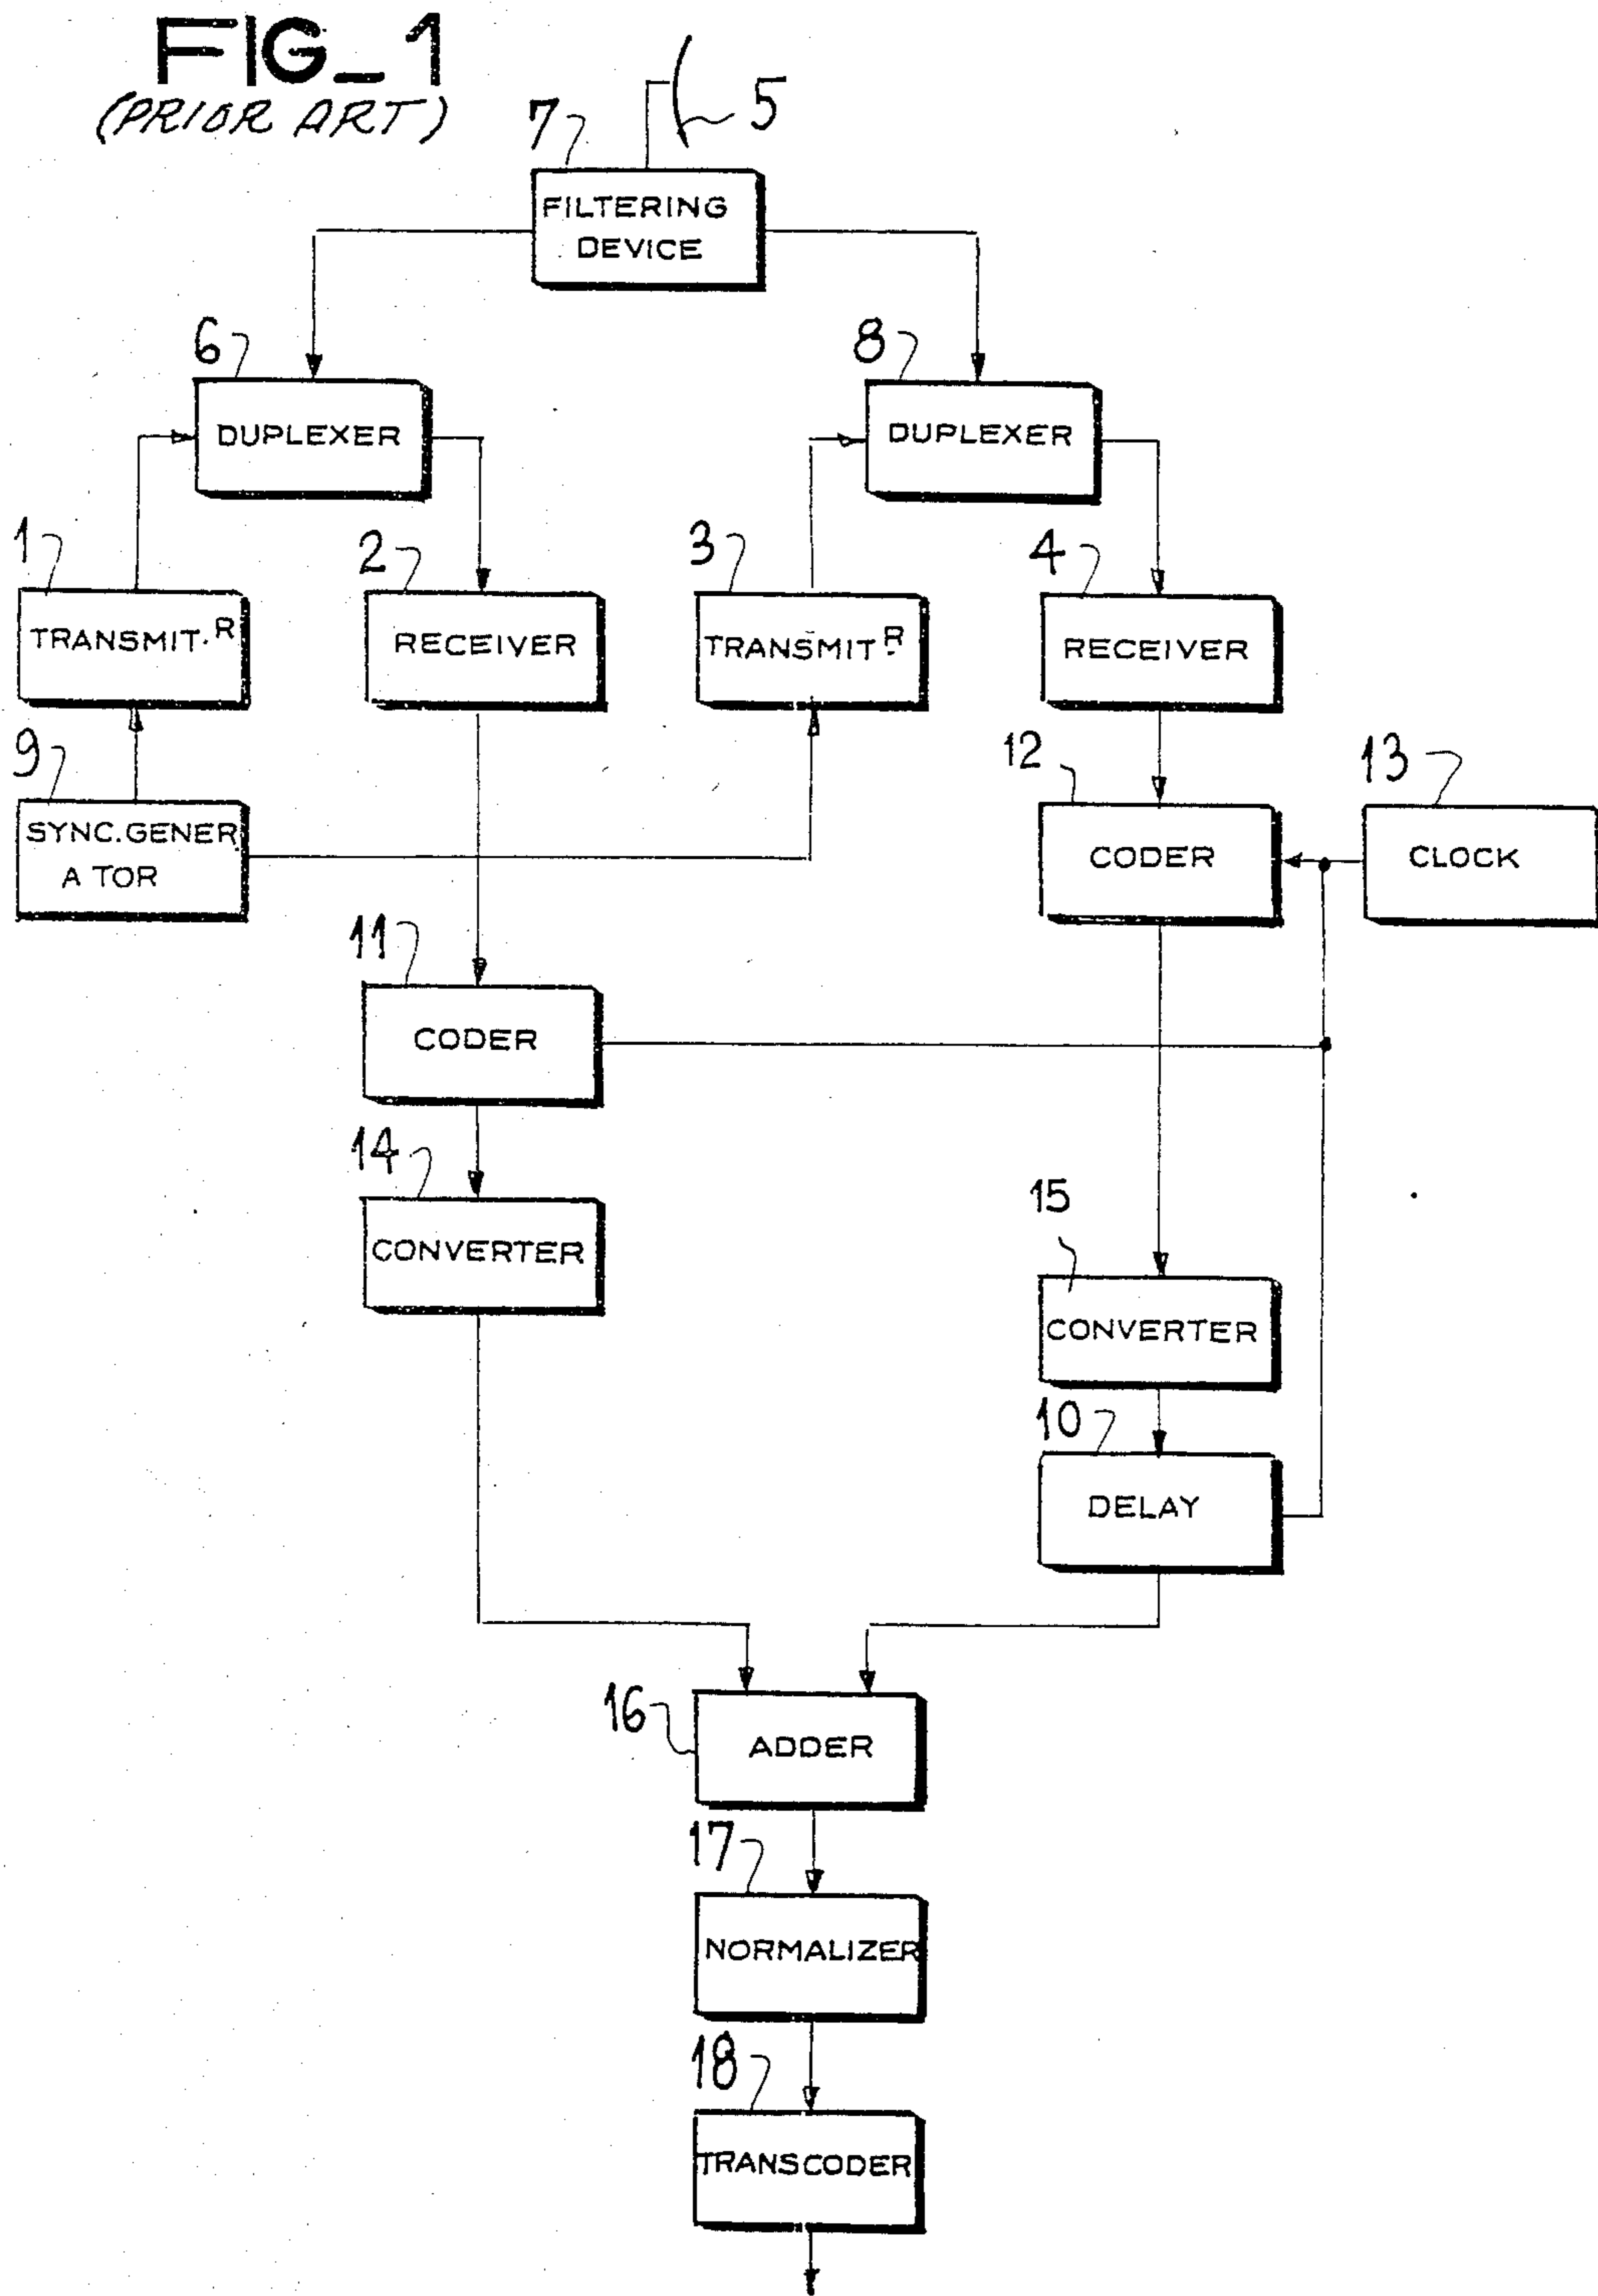 FIG_1
(PRIOR ART)
5
7
FILTERING
DEVICE
6
8
DUPLEXER
DUPLEXER
1
2
3
4
TRANSMIT.R
RECEIVER
TRANSMIT R
RECEIVER
9
12
13
SYNC.GENER
ATOR
CODER
CLOCK
11
CODER
14
CONVERTER
15
CONVERTER
10
DELAY
16
ADDER
17
NORMALIZER
18
TRANSCODER